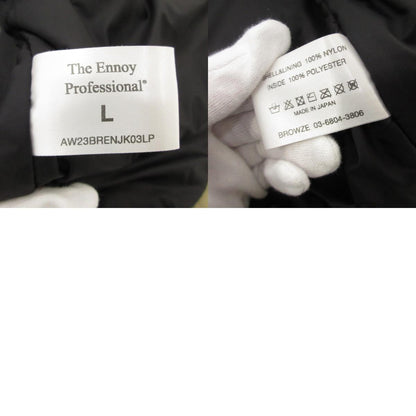 The Ennoy
Professional®
L
AW23BRENJK03LP
SHELL&LINING 100% NYLON
INSIDE 100% POLYESTER
MADE IN JAPAN
BROWZE 03-6804-3806